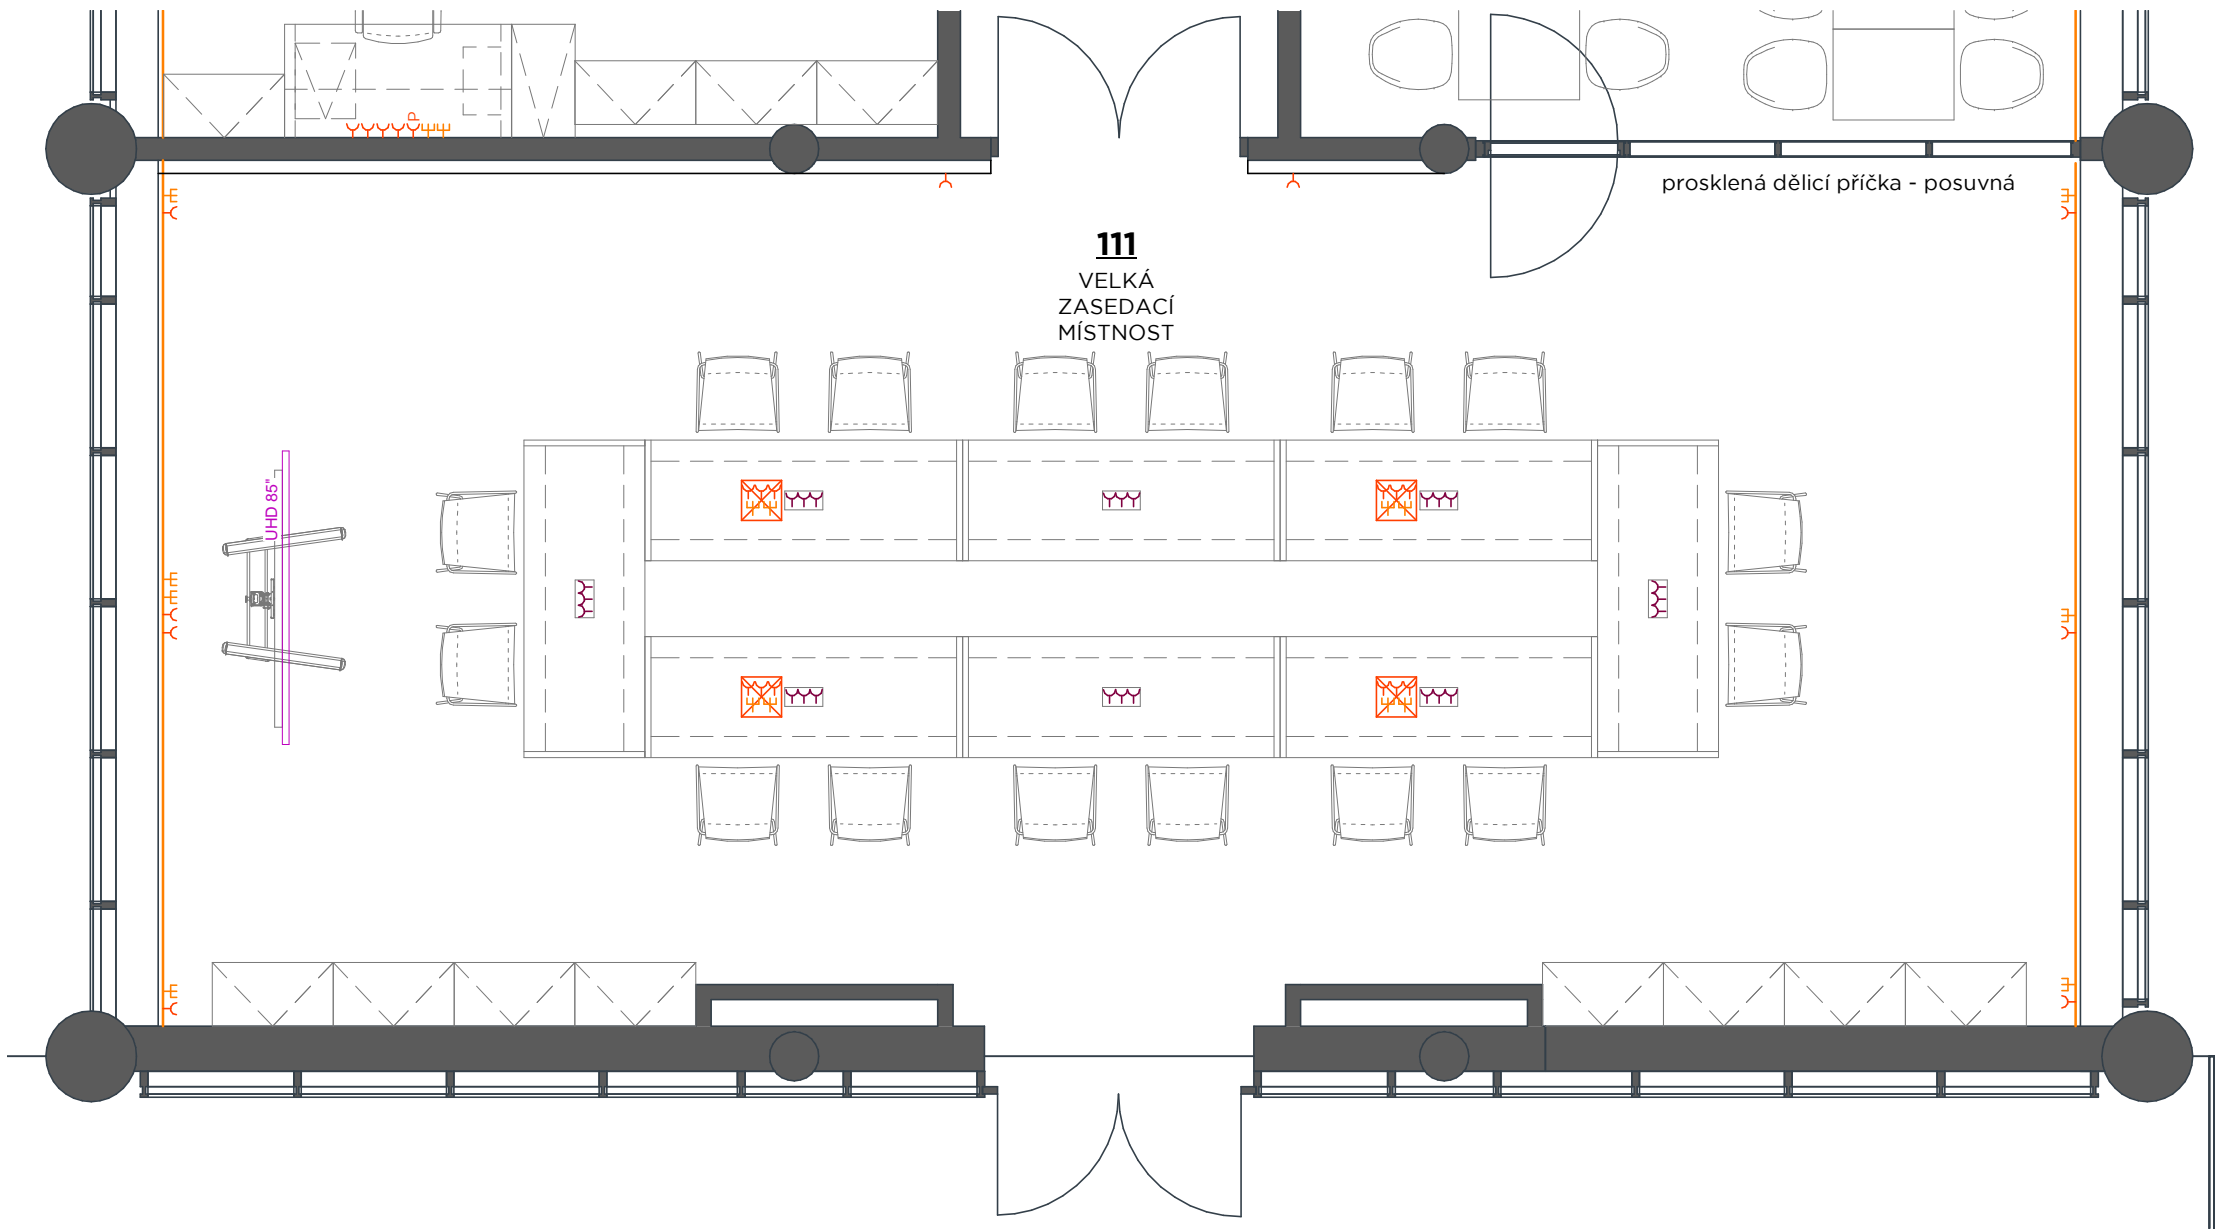 P
prosklená dělicí příčka - posuvná
111
VELKÁ
ZASEDACÍ
MÍSTNOST
UHD 85"